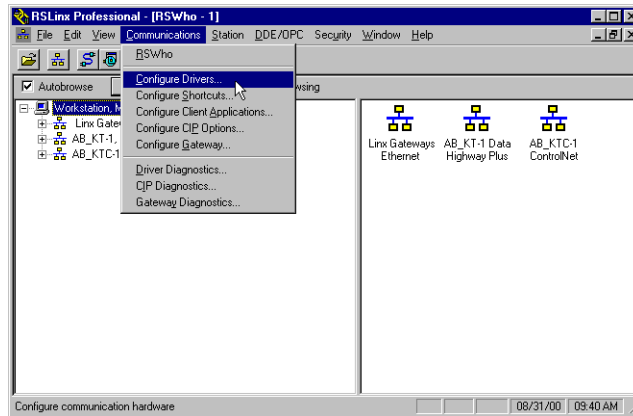 RSLinx Professional - [RSWho - 1]
File Edit View Communications Station DDE/OPC Security Window Help
RSWho
Configure Drivers...
Configure Shortcuts...
Configure Client Applications...
Configure CIP Options...
Configure Gateway...
Driver Diagnostics...
CIP Diagnostics...
Gateway Diagnostics...
Autobrowse
Workstation,
Linx
AB_KT-1,
AB_KTC-1
Linx Gateways Ethernet
AB_KT-1 Data Highway Plus
AB_KTC-1 ControlNet
Configure communication hardware
08/31/00 09:40 AM